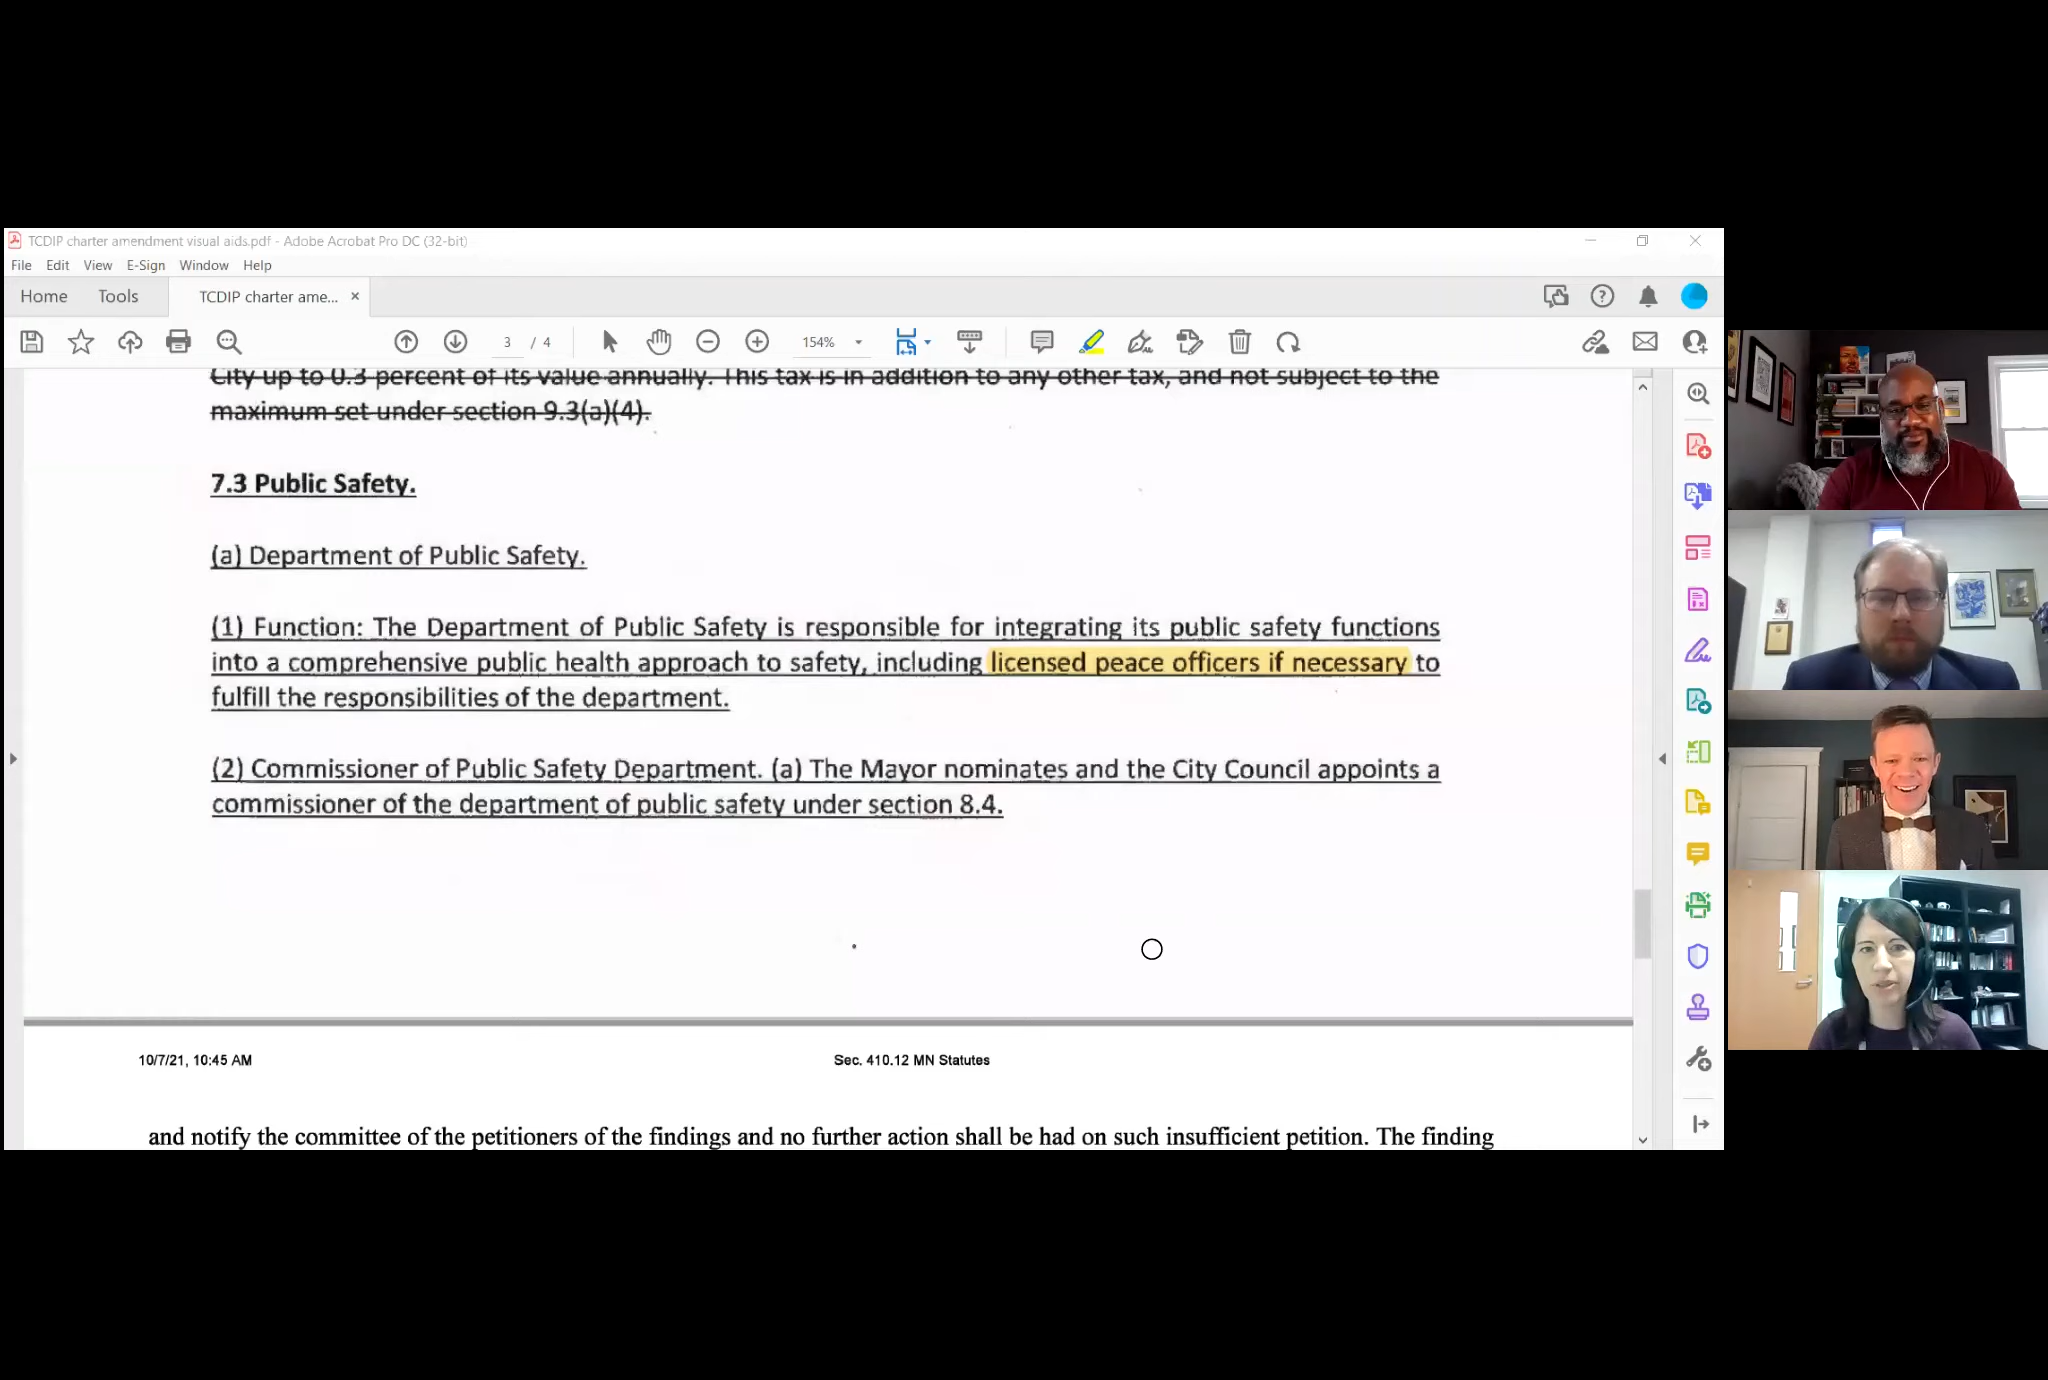 TCDIP charter amendment visual aids.pdf - Adobe Acrobat Pro DC (32-bit)
File Edit View E-Sign Window Help
Home Tools TCDIP charter ame... ×
3 / 4 154%
City up to 0.3 percent of its value annually. This tax is in addition to any other tax, and not subject to the
maximum set under section 9.3(a)(4).
7.3 Public Safety.
(a) Department of Public Safety.
(1) Function: The Department of Public Safety is responsible for integrating its public safety functions
into a comprehensive public health approach to safety, including licensed peace officers if necessary to
fulfill the responsibilities of the department.
(2) Commissioner of Public Safety Department. (a) The Mayor nominates and the City Council appoints a
commissioner of the department of public safety under section 8.4.
10/7/21, 10:45 AM Sec. 410.12 MN Statutes
and notify the committee of the petitioners of the findings and no further action shall be had on such insufficient petition. The finding